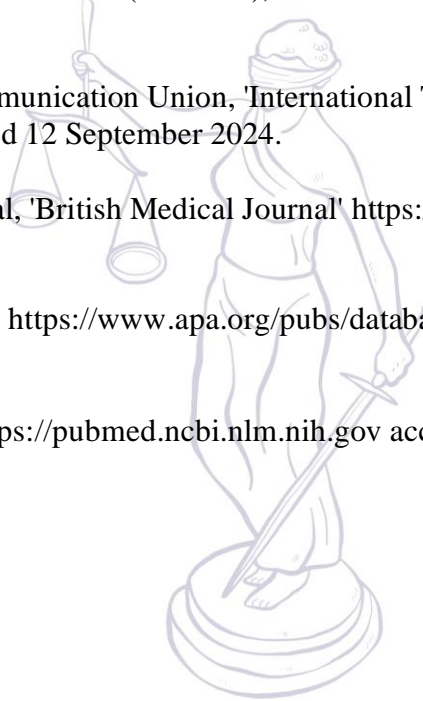 munication Union, 'International
d 12 September 2024.
al, 'British Medical Journal' https:/
https://www.apa.org/pubs/databa
ps://pubmed.ncbi.nlm.nih.gov acc